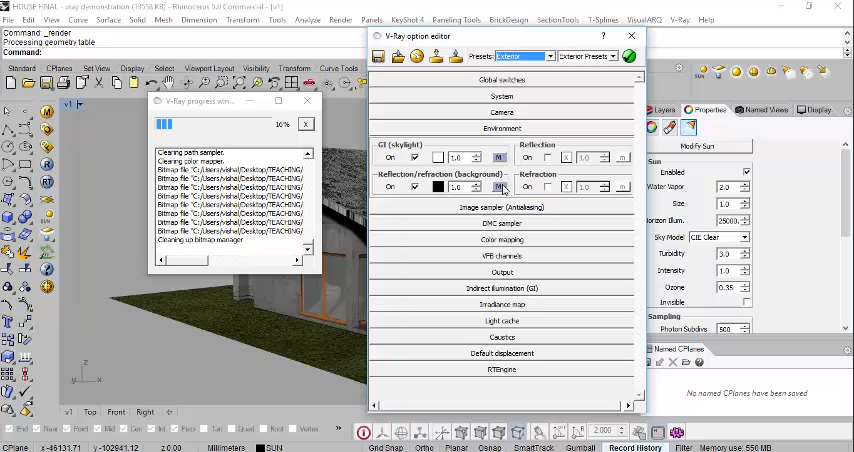 HOUSE FINAL - vray demonstration (13558 KB) - Rhinoceros 5.0 Commercial - [v1]
File Edit View Curve Surface Solid Mesh Dimension Transform Tools Analyze Render Panels KeyShot 4 Paneling Tools BrickDesign SectionTools T-Splines VisualARQ V-Ray Help
Command: _render
Processing geometry table
Command:
Standard CPlanes Set View Display Select Viewport Layout Visibility Transform Curve Tools
V-Ray option editor
Presets: Exterior Exterior Presets
Global switches
System
Camera
Environment
GI (skylight)
On 1.0 M
Reflection
On X 1.0 m
Reflection/refraction (background)
On 1.0 M
Refraction
On X 1.0 m
Image sampler (Antialiasing)
DMC sampler
Color mapping
VFB channels
Output
Indirect illumination (GI)
Irradiance map
Light cache
Caustics
Default displacement
RTEngine
v1
V-Ray progress win...
16% X
Clearing path sampler.
Clearing color mapper.
Bitmap file "C:/Users/vishal/Desktop/TEACHING/
Bitmap file "C:/Users/vishal/Desktop/TEACHING/
Bitmap file "C:/Users/vishal/Desktop/TEACHING/
Bitmap file "C:/Users/vishal/Desktop/TEACHING/
Bitmap file "C:/Users/vishal/Desktop/TEACHING/
Bitmap file "C:/Users/vishal/Desktop/TEACHING/
Bitmap file "C:/Users/vishal/Desktop/TEACHING/
Cleaning up bitmap manager
Layers Properties Named Views Display
Modify Sun
Sun
Enabled
Water Vapor 2.0
Size 1.0
Horizon Illum. 25000.
Sky Model CIE Clear
Turbidity 3.0
Intensity 1.0
Ozone 0.35
Invisible
Sampling
Photon Subdivs 500
Named CPlanes
No named CPlanes have been saved
z
y x
v1 Top Front Right
End Near Point Mid Cen Int Perp Tan Quad Knot Vertex
2.000
CPlane x -46131.71 y -102941.12 z 0.00 Millimeters SUN Grid Snap Ortho Planar Osnap SmartTrack Gumball Record History Filter Memory use: 550 MB